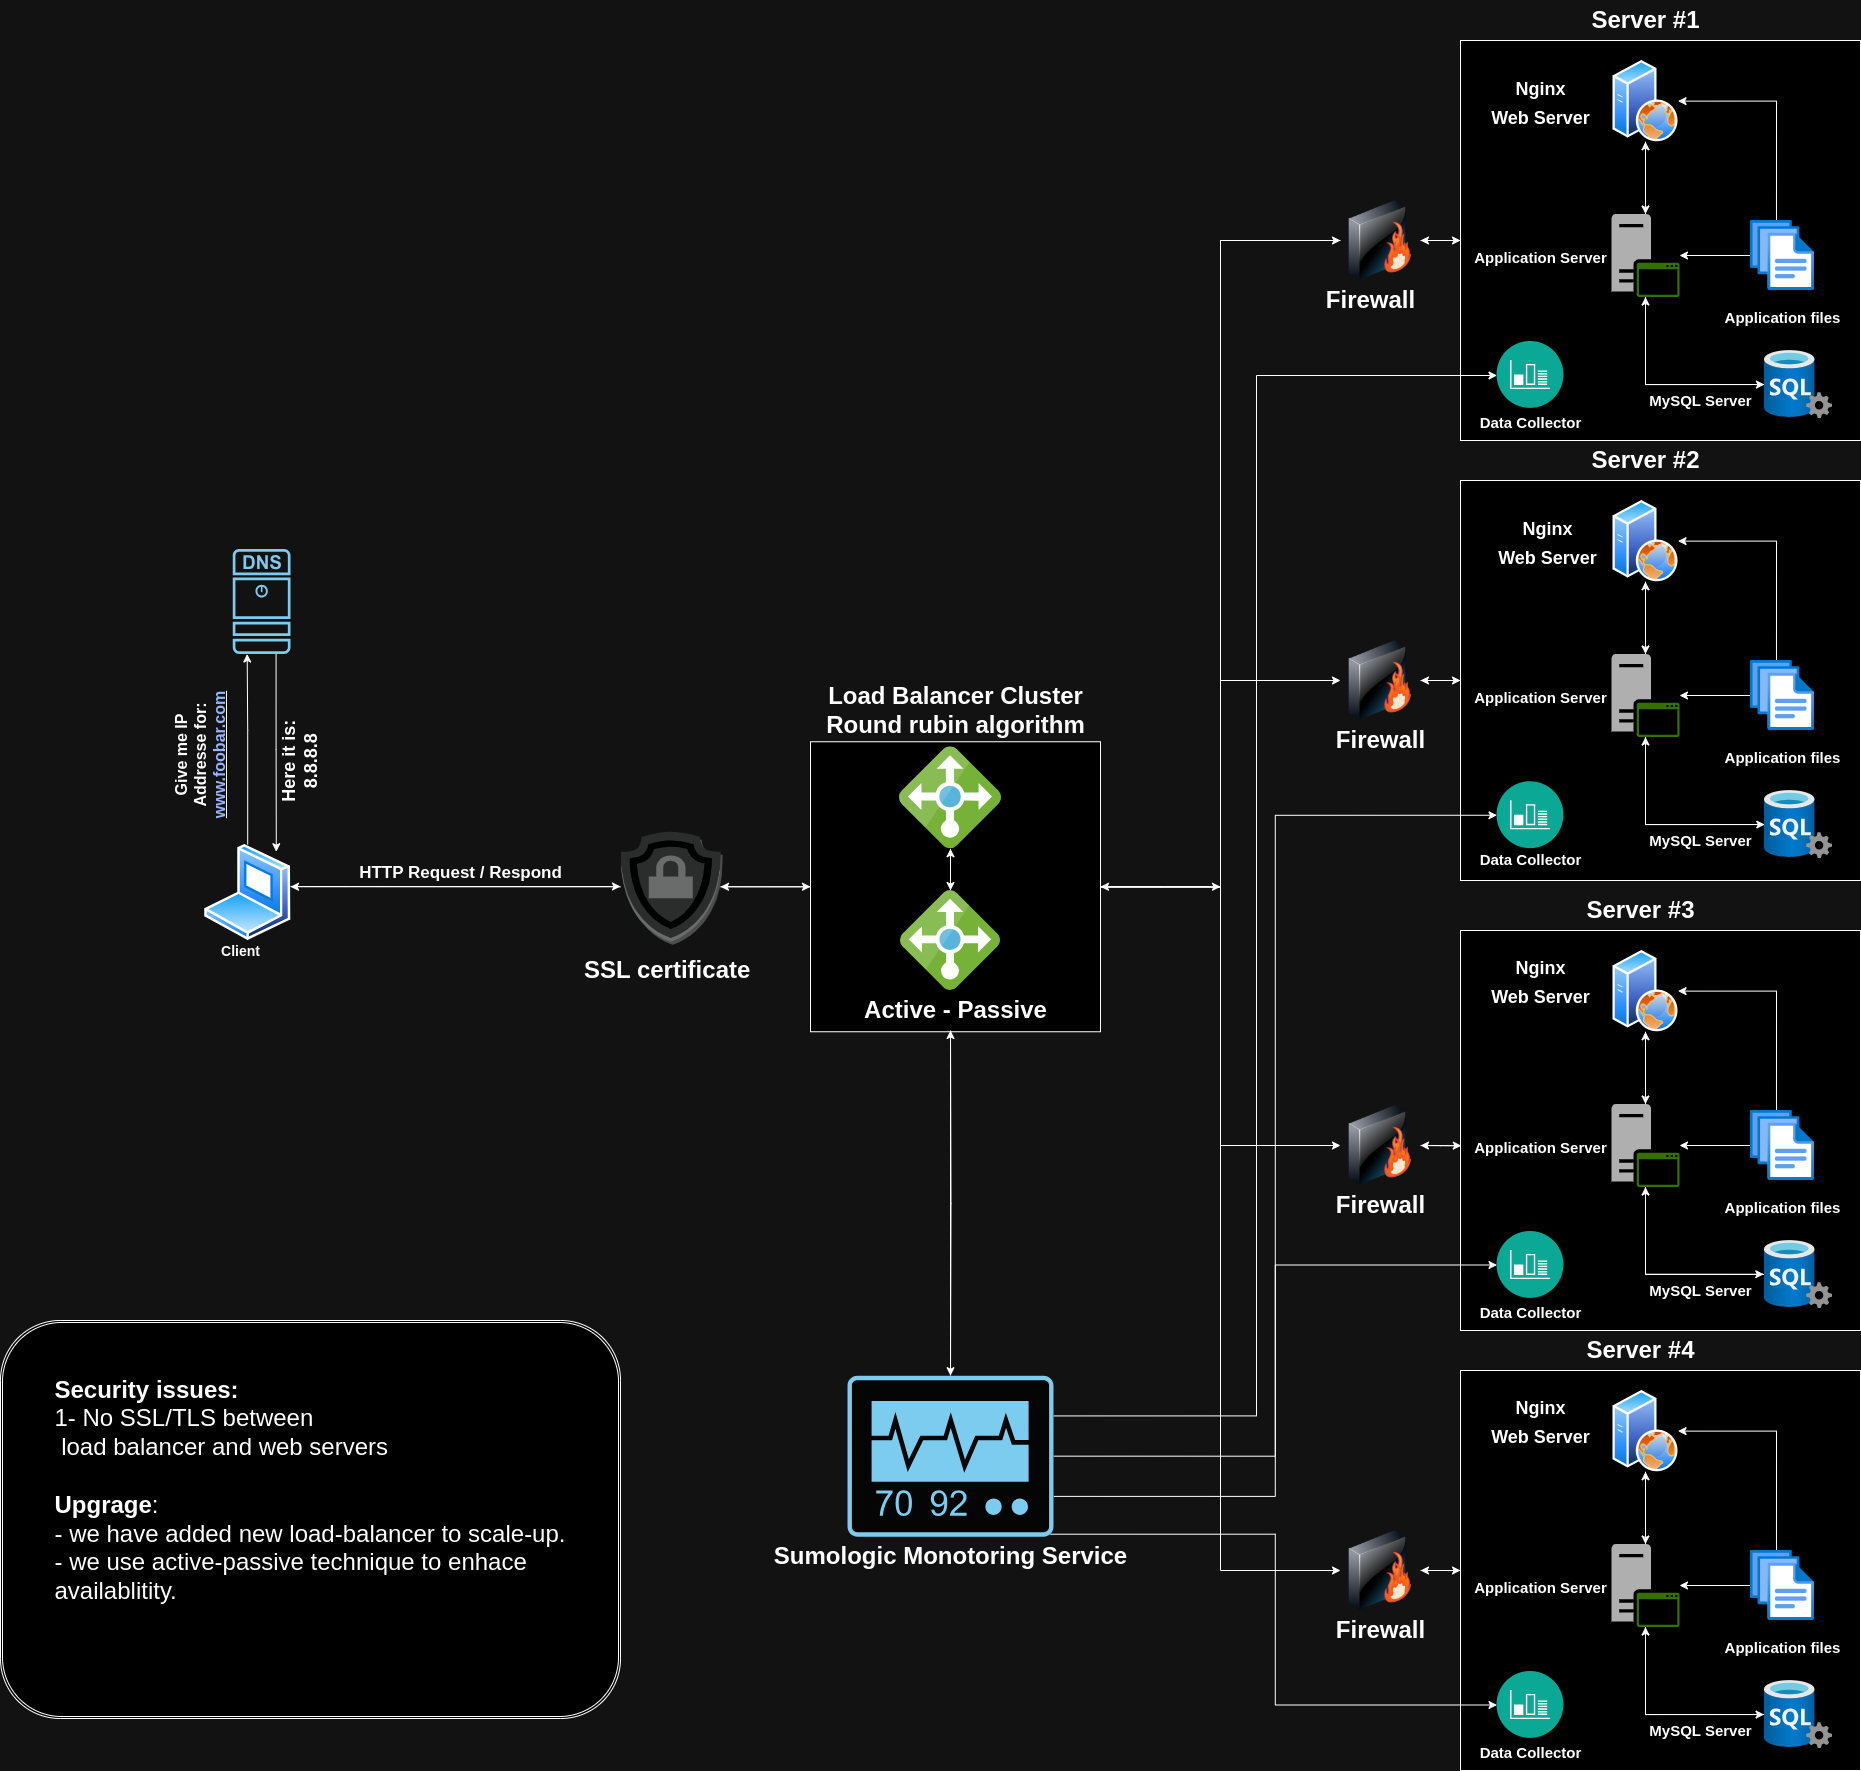 Server #1
Nginx
Web Server
Application Server
Application files
Firewall
Data Collector
MySQL Server
SQL
Server #2
Nginx
Web Server
Application Server
Application files
Firewall
Data Collector
MySQL Server
SQL
DNS
Give me IP
Addresse for:
www.foobar.com
Here it is:
8.8.8.8
Client
HTTP Request / Respond
SSL certificate
Load Balancer Cluster
Round rubin algorithm
Active - Passive
Server #3
Nginx
Web Server
Application Server
Application files
Firewall
Data Collector
MySQL Server
SQL
Server #4
Nginx
Web Server
Application Server
Application files
Firewall
Data Collector
MySQL Server
SQL
70 92
Sumologic Monotoring Service
Security issues:
1- No SSL/TLS between
load balancer and web servers
Upgrage:
- we have added new load-balancer to scale-up.
- we use active-passive technique to enhace
availablitity.